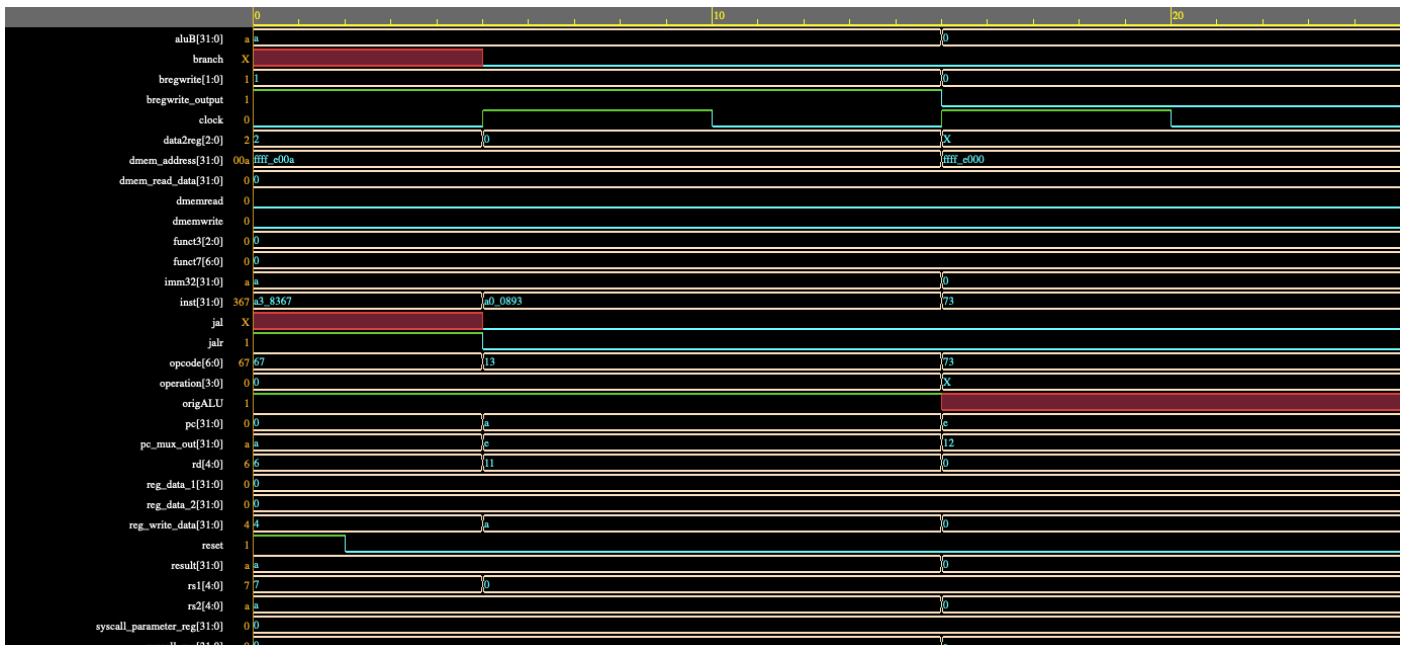 0 10 20
aluB[31:0] a a 0
branch X
bregwrite[1:0] 1 1 0
bregwrite_output 1
clock 0
data2reg[2:0] 2 2 0 X
dmem_address[31:0] 00a ffff_e00a ffff_e000
dmem_read_data[31:0] 0 0
dmemread 0
dmemwrite 0
funct3[2:0] 0 0
funct7[6:0] 0 0
imm32[31:0] a a 0
inst[31:0] 367 a3_8367 a0_0893 73
jal X
jalr 1
opcode[6:0] 67 67 13 73
operation[3:0] 0 0 X
origALU 1
pc[31:0] 0 0 a e
pc_mux_out[31:0] a a e 12
rd[4:0] 6 6 11 0
reg_data_1[31:0] 0 0
reg_data_2[31:0] 0 0
reg_write_data[31:0] 4 4 a 0
reset 1
result[31:0] a a 0
rs1[4:0] 7 7 0
rs2[4:0] a a 0
syscall_parameter_reg[31:0] 0 0